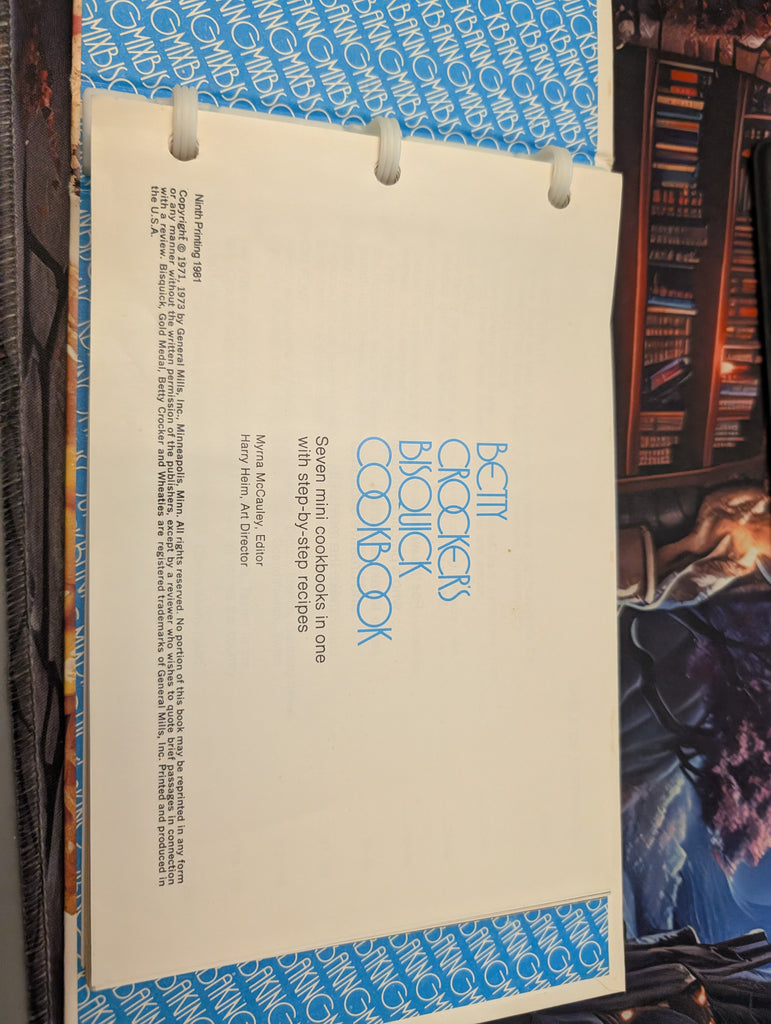 BETTY
CROCKER'S
BISQUICK
COOKBOOK
Seven mini cookbooks in one
with step-by-step recipes
Myrna McCauley, Editor
Harry Heim, Art Director
Ninth Printing 1981
Copyright © 1971, 1973 by General Mills, Inc., Minneapolis, Minn. All rights reserved. No portion of this book may be reprinted in any form
or any manner without the written permission of the publishers, except by a reviewer who wishes to quote brief passages in connection
with a review. Bisquick, Gold Medal, Betty Crocker and Wheaties are registered trademarks of General Mills, Inc. Printed and produced in
the U.S.A.